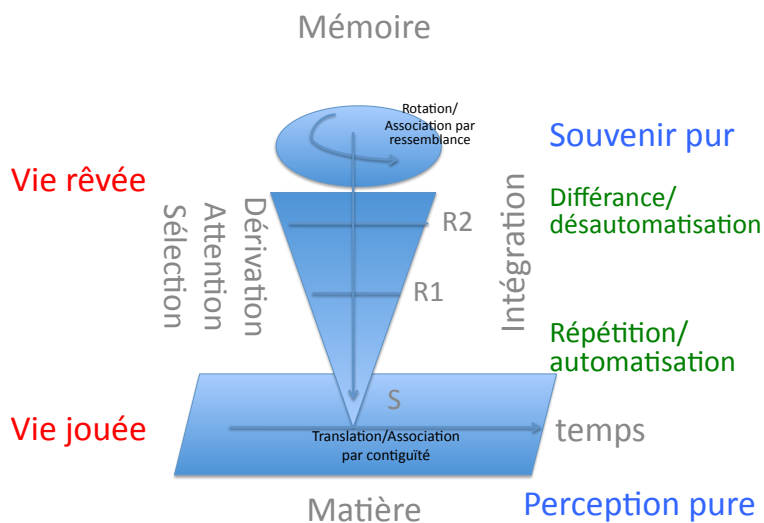 Mémoire
Rotation/
Association par
ressemblance
Souvenir pur
Vie rêvée
Différance/
désautomatisation
Sélection
Attention
Dérivation
R2
Intégration
R1
Répétition/
automatisation
S
Vie jouée
temps
Translation/Association
par contiguïté
Matière
Perception pure